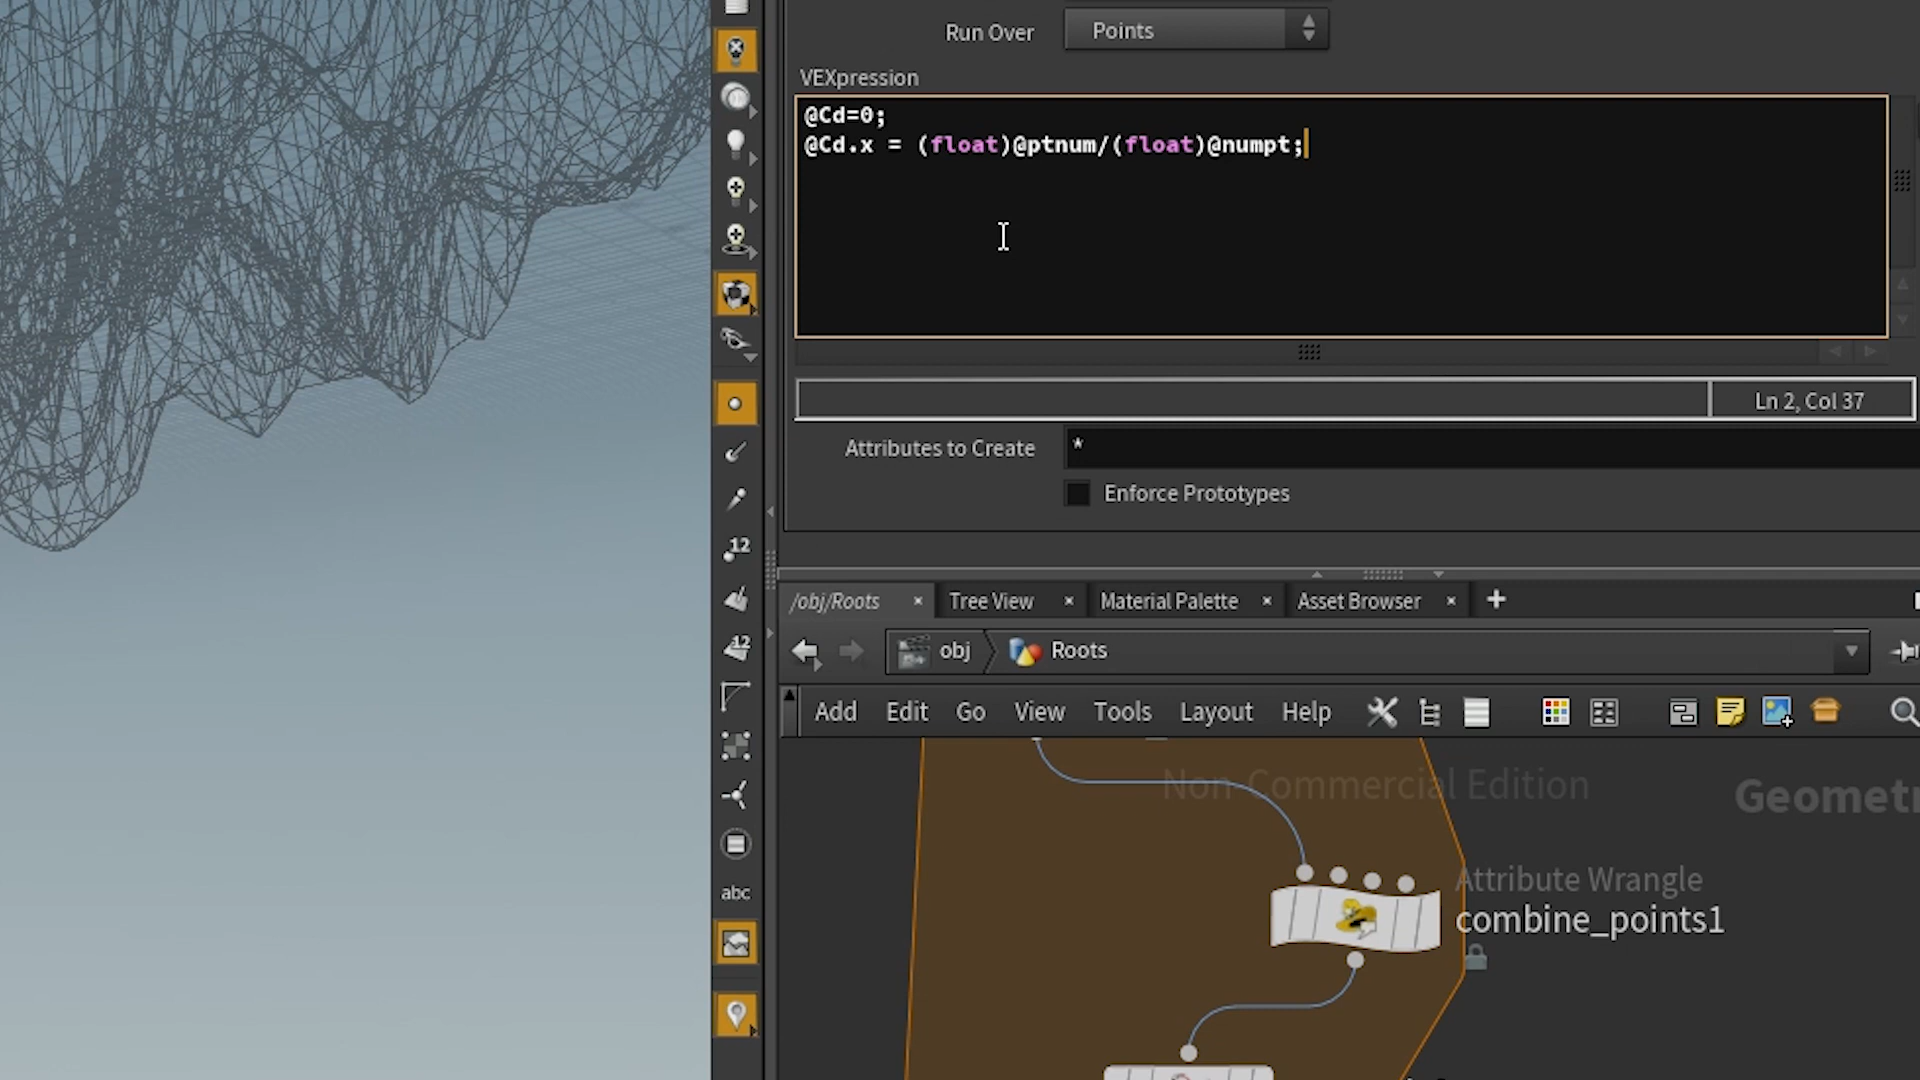 Run Over
Points
VEXpression
@Cd=0;
@Cd.x = (float)@ptnum/(float)@numpt;
Ln 2, Col 37
Attributes to Create
*
Enforce Prototypes
12
12
abc
/obj/Roots × Tree View × Material Palette × Asset Browser × +
obj Roots
Add Edit Go View Tools Layout Help
Non-Commercial Edition
Geomet
Attribute Wrangle
combine_points1